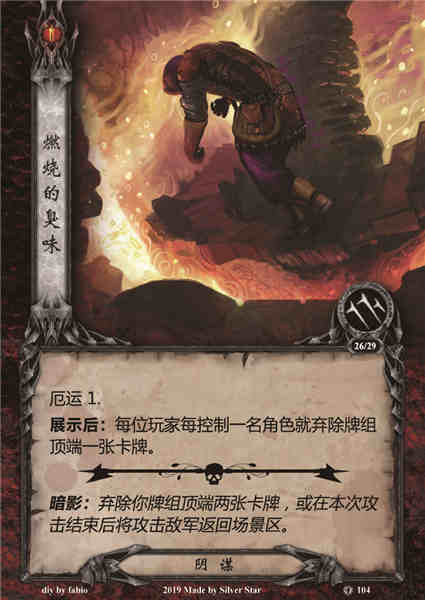 燃烧的臭味
26/29
厄运 1.
展示后：每位玩家每控制一名角色就弃除牌组
顶端一张卡牌。
暗影：弃除你牌组顶端两张卡牌，或在本次攻
击结束后将攻击敌军返回场景区。
阴谋
diy by fabio
2019 Made by Silver Star
104